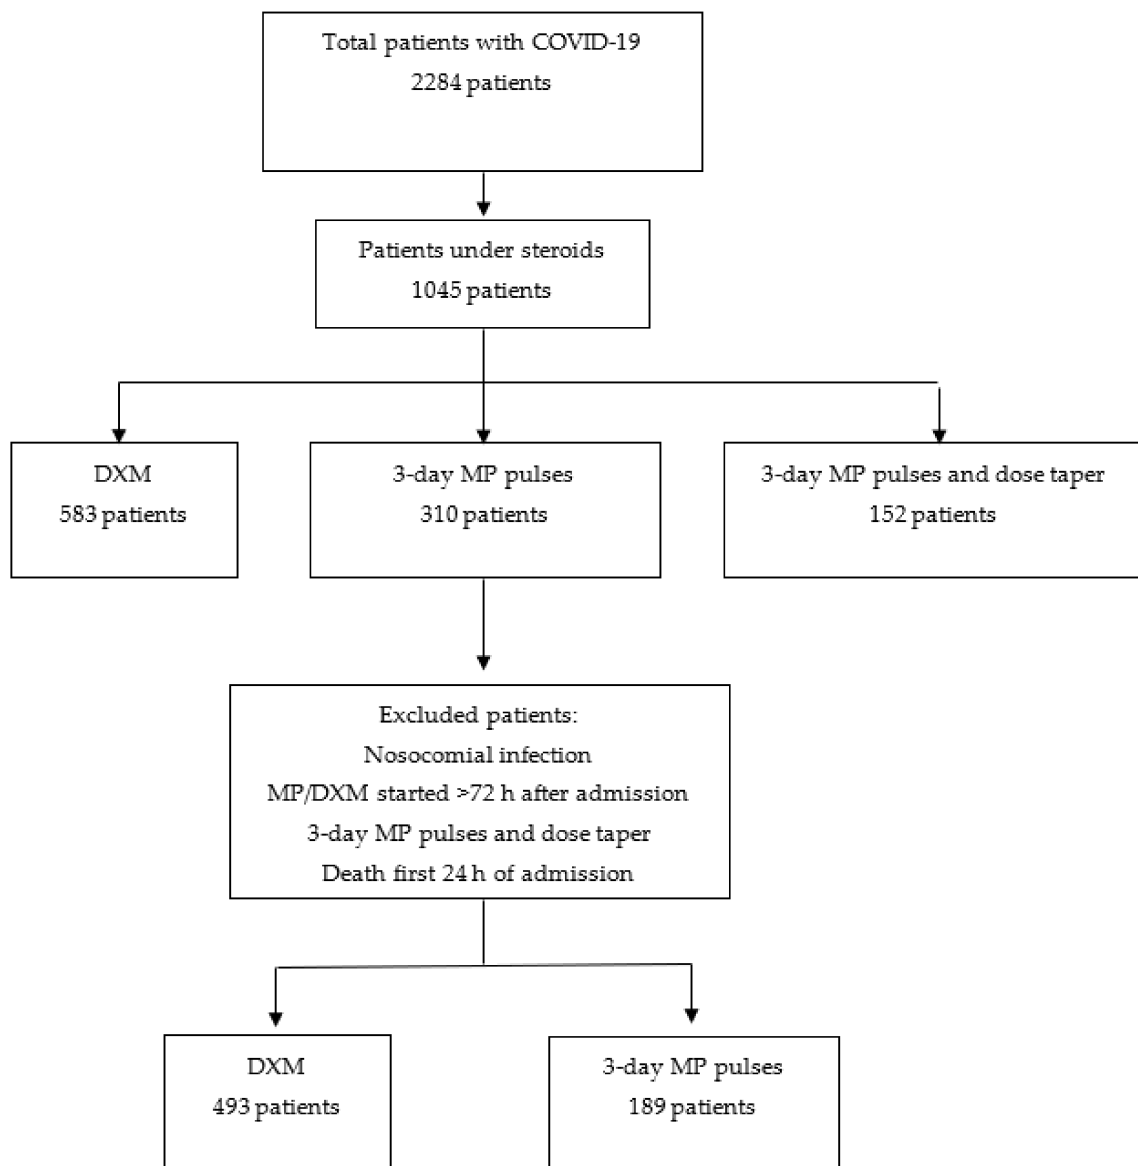 Total patients with COVID-19
2284 patients
Patients under steroids
1045 patients
DXM
583 patients
3-day MP pulses
310 patients
3-day MP pulses and dose taper
152 patients
Excluded patients:
Nosocomial infection
MP/DXM started >72 h after admission
3-day MP pulses and dose taper
Death first 24 h of admission
DXM
493 patients
3-day MP pulses
189 patients